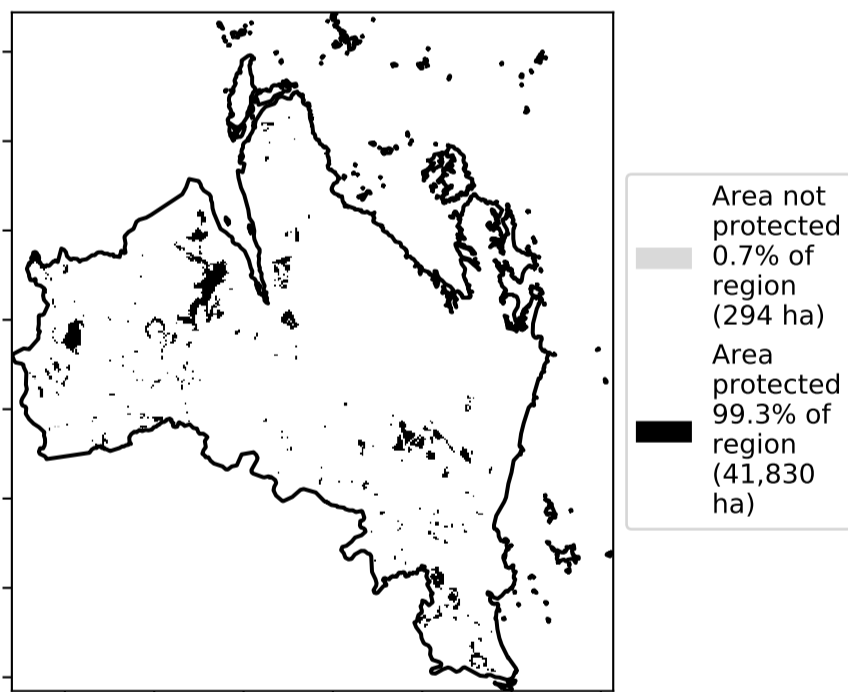 Area not
protected
0.7% of
region
(294 ha)
Area
protected
99.3% of
region
(41,830
ha)